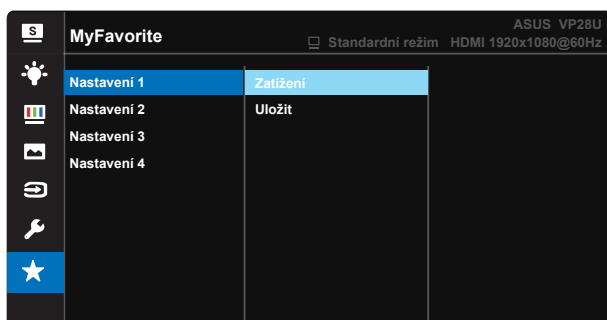 S
MyFavorite
ASUS VP28U
Standardní režim HDMI 1920x1080@60Hz
Nastavení 1
Zatížení
Nastavení 2
Uložit
Nastavení 3
Nastavení 4